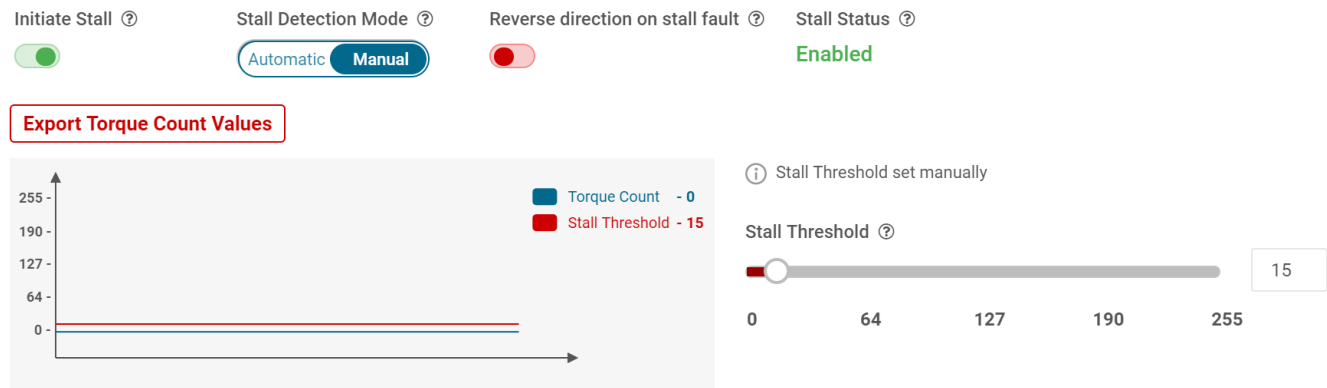 Initiate Stall ?
Stall Detection Mode ?
Reverse direction on stall fault ?
Stall Status ?
Automatic Manual
Enabled
Export Torque Count Values
255 -
190 -
127 -
64 -
0 -
Torque Count - 0
Stall Threshold - 15
i Stall Threshold set manually
Stall Threshold ?
15
0 64 127 190 255